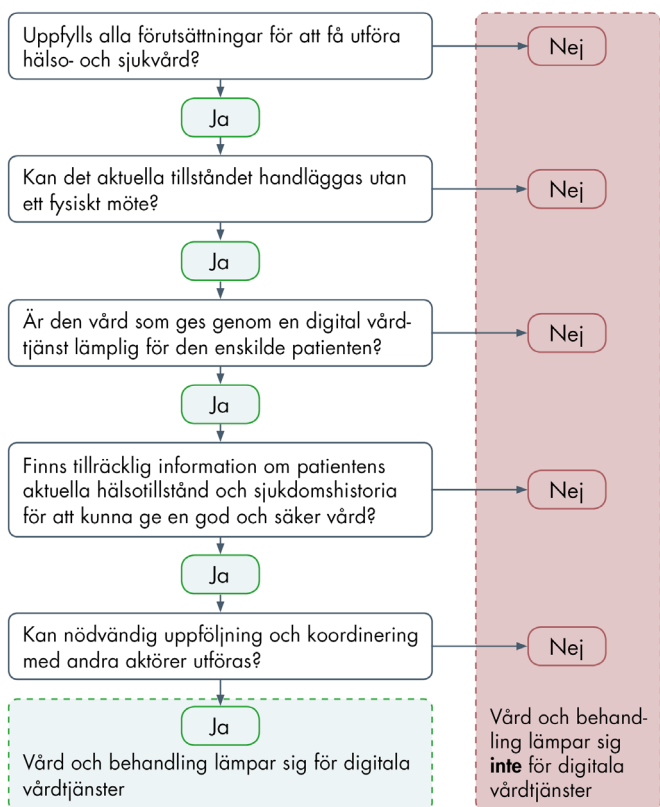 Uppfylls alla förutsättningar för att få utföra
hälso- och sjukvård?
Nej
Ja
Kan det aktuella tillståndet handläggas utan
ett fysiskt möte?
Nej
Ja
Är den vård som ges genom en digital vård-
tjänst lämplig för den enskilde patienten?
Nej
Ja
Finns tillräcklig information om patientens
aktuella hälsotillstånd och sjukdomshistoria
för att kunna ge en god och säker vård?
Nej
Ja
Kan nödvändig uppföljning och koordinering
med andra aktörer utföras?
Nej
Ja
Vård och behandling lämpar sig för digitala
vårdtjänster
Vård och behand-
ling lämpar sig
inte för digitala
vårdtjänster